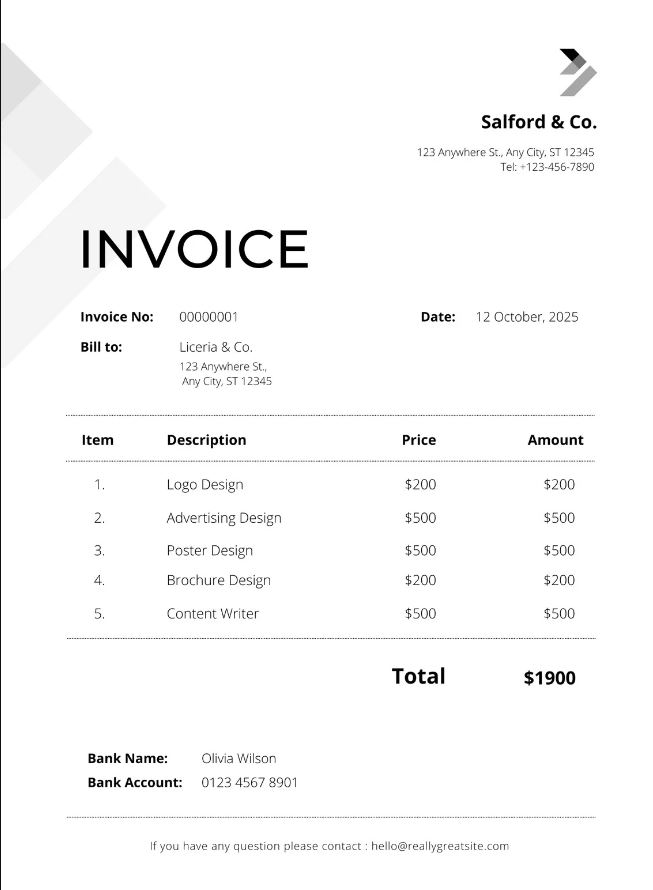 Salford & Co.
123 Anywhere St., Any City, ST 12345
Tel: +123-456-7890
INVOICE
Invoice No: 00000001 Date: 12 October, 2025
Bill to: Liceria & Co.
123 Anywhere St.,
Any City, ST 12345
Item Description Price Amount
1. Logo Design $200 $200
2. Advertising Design $500 $500
3. Poster Design $500 $500
4. Brochure Design $200 $200
5. Content Writer $500 $500
Total $1900
Bank Name: Olivia Wilson
Bank Account: 0123 4567 8901
If you have any question please contact : hello@reallygreatsite.com